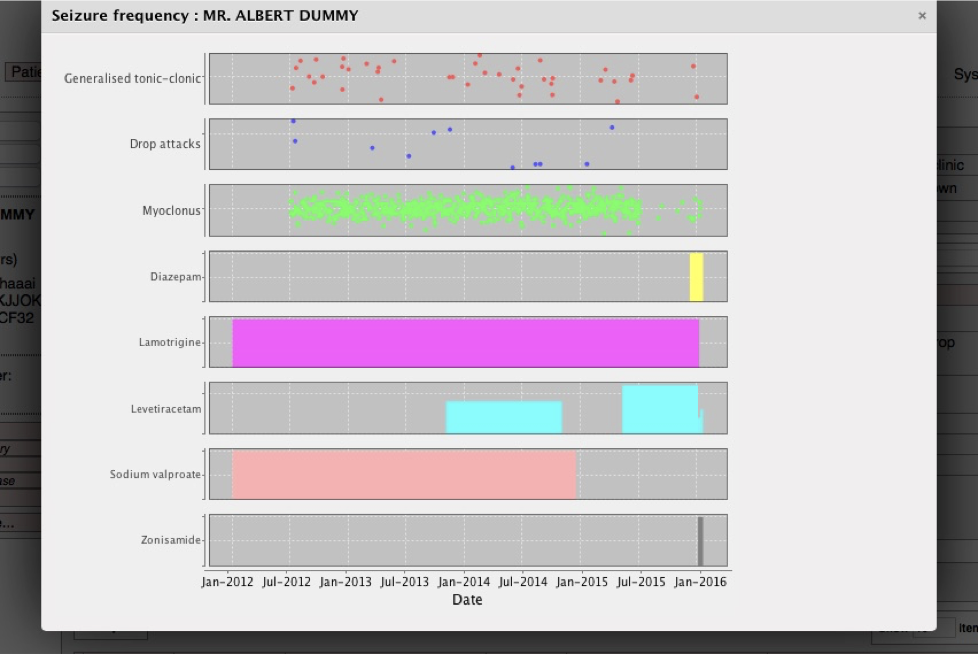 Seizure frequency : MR. ALBERT DUMMY
×
Generalised tonic-clonic
Drop attacks
Myoclonus
Diazepam
Lamotrigine
Levetiracetam
Sodium valproate
Zonisamide
Jan-2012 Jul-2012 Jan-2013 Jul-2013 Jan-2014 Jul-2014 Jan-2015 Jul-2015 Jan-2016
Date
Patie
MMY
rs)
haaai
KJJOK
CF32
er:
ry
ase
e...
Sys
linic
own
rop
iten